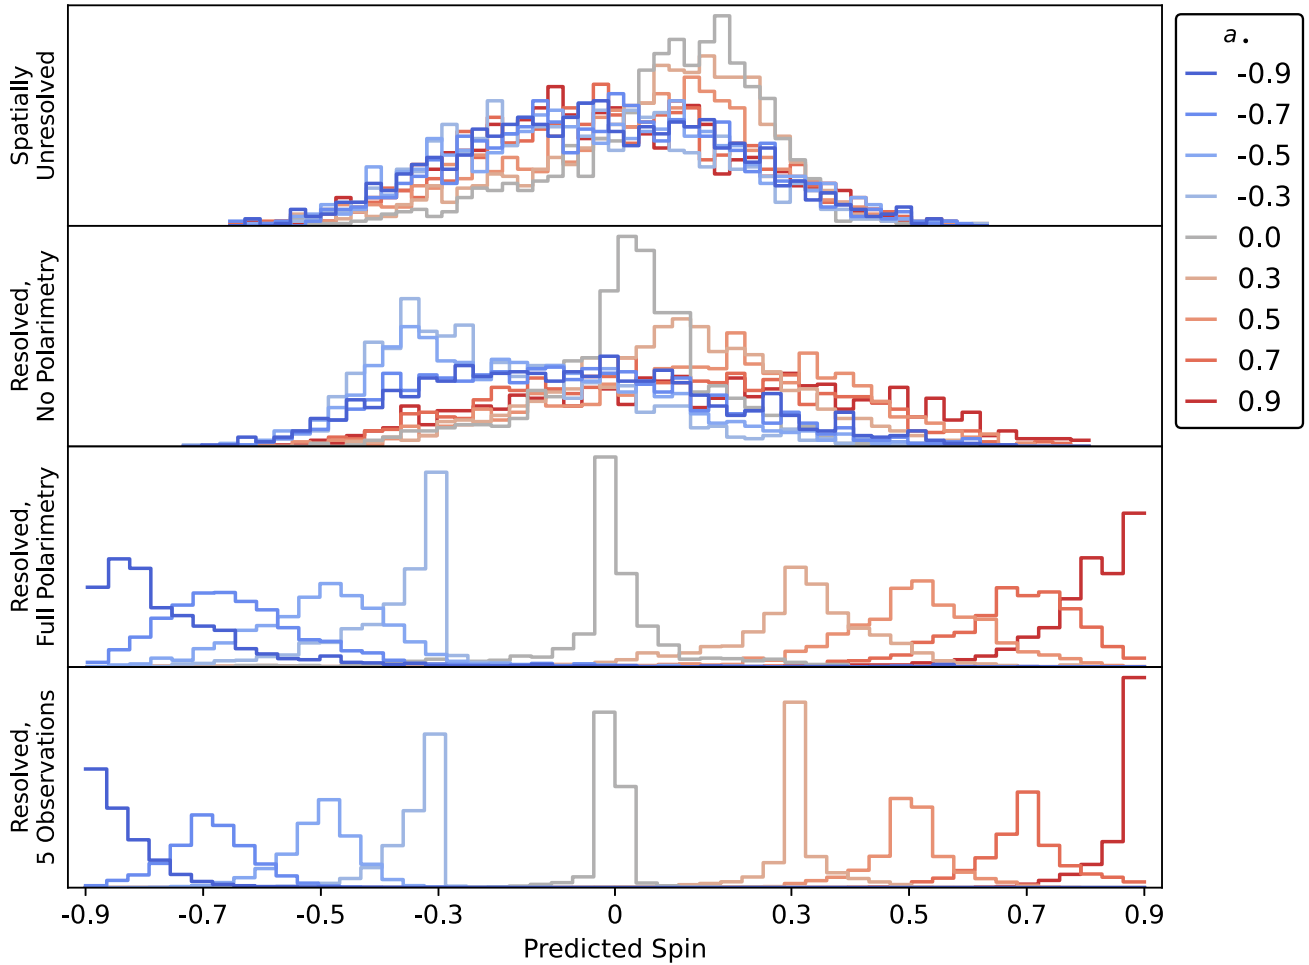 Spatially
Unresolved
Resolved,
No Polarimetry
Resolved,
Full Polarimetry
Resolved,
5 Observations
-0.9
-0.7
-0.5
-0.3
0
0.3
0.5
0.7
0.9
Predicted Spin
a•
-0.9
-0.7
-0.5
-0.3
0.0
0.3
0.5
0.7
0.9